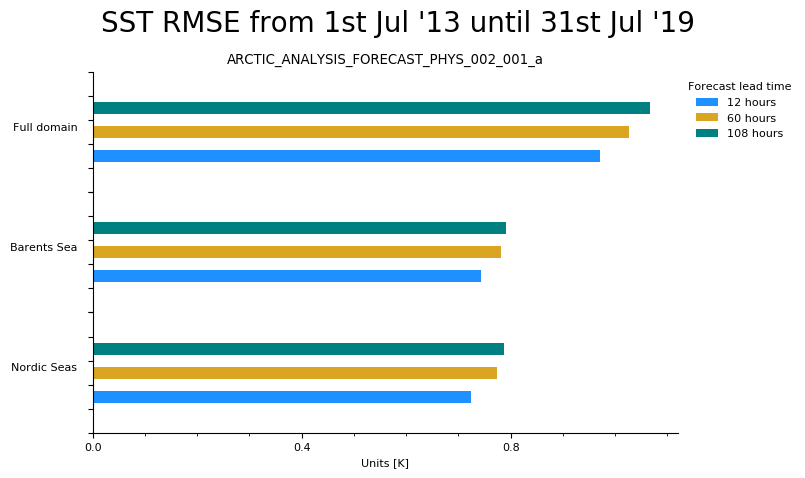 SST RMSE from 1st Jul '13 until 31st Jul '19
ARCTIC_ANALYSIS_FORECAST_PHYS_002_001_a
Forecast lead time
12 hours
60 hours
108 hours
Full domain
Barents Sea
Nordic Seas
0.0 0.4 0.8
Units [K]